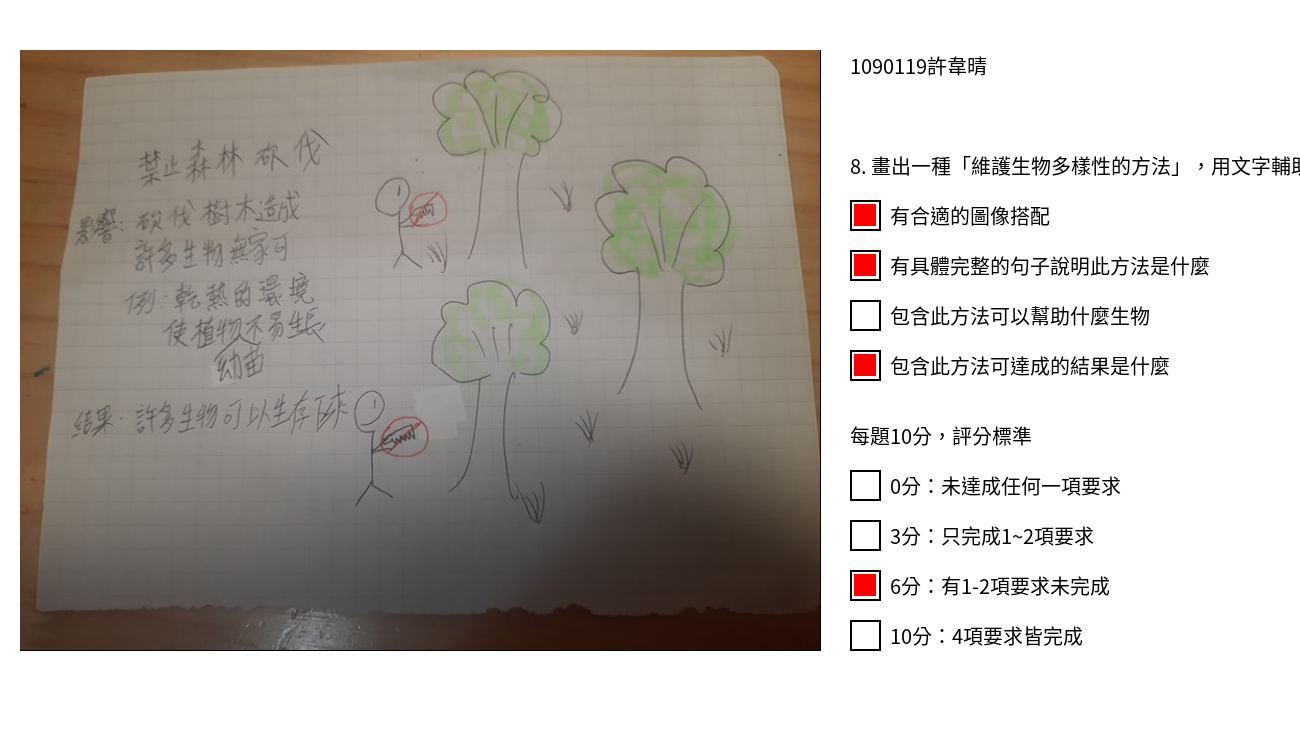 禁止森林砍伐
影響：砍伐樹木造成
許多生物無家可
例：乾熱的環境
使植物不易生長
幼苗
結果：許多生物可以生存下來
1090119許韋晴
8. 畫出一種「維護生物多樣性的方法」，用文字輔助
有合適的圖像搭配
有具體完整的句子說明此方法是什麼
包含此方法可以幫助什麼生物
包含此方法可達成的結果是什麼
每題10分，評分標準
0分：未達成任何一項要求
3分：只完成1~2項要求
6分：有1-2項要求未完成
10分：4項要求皆完成